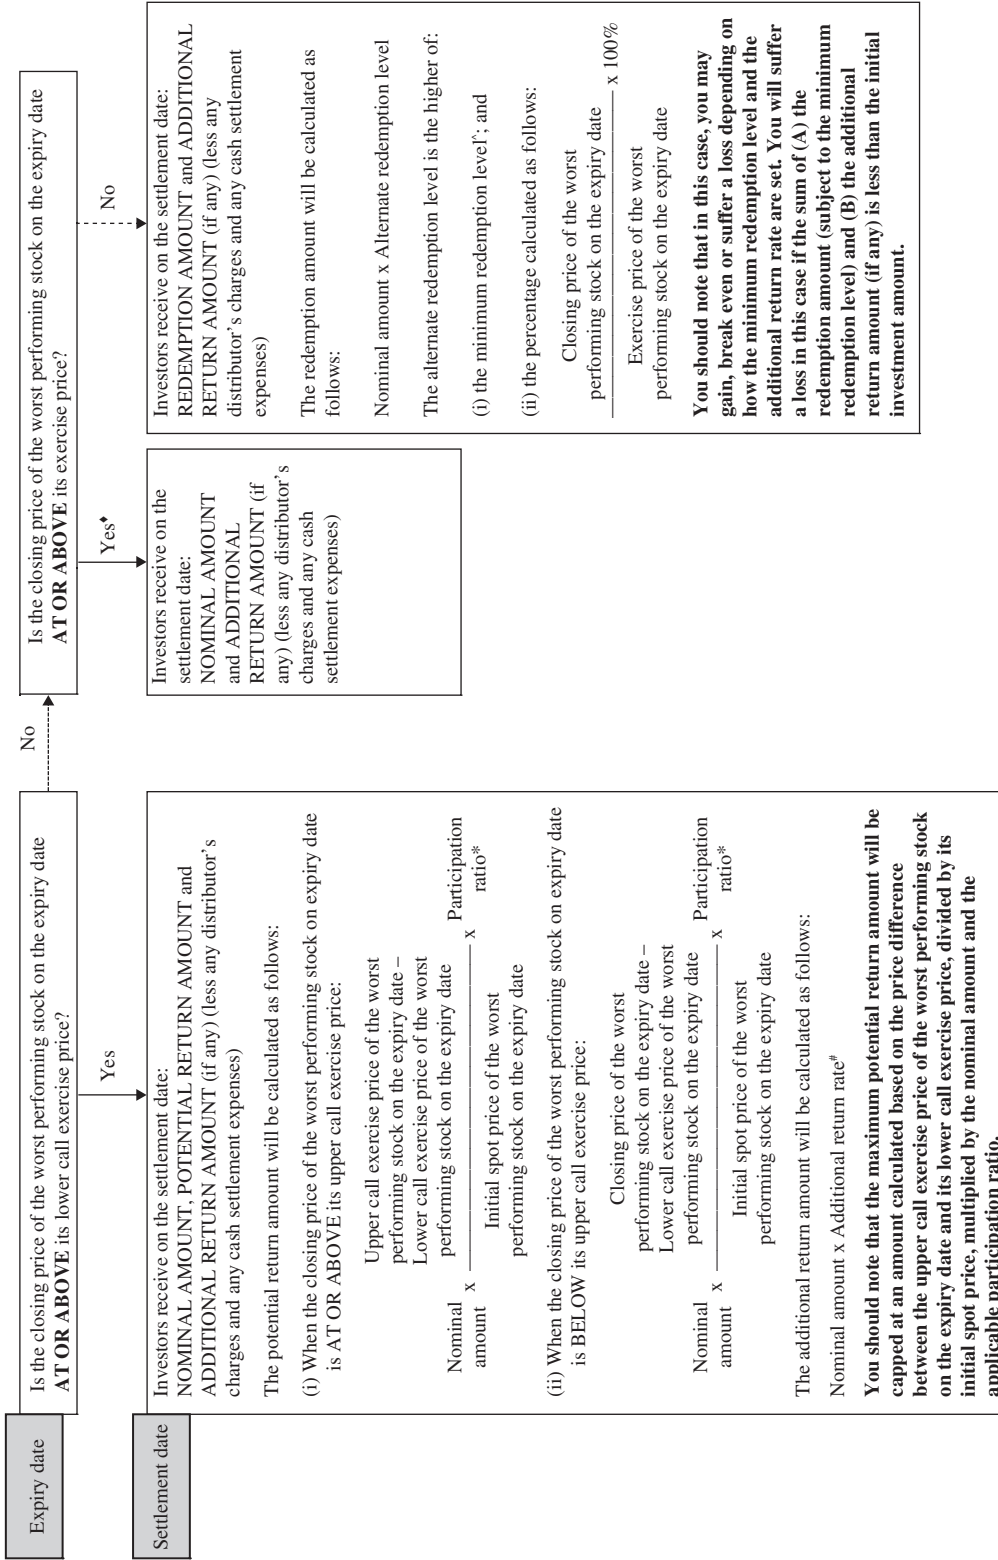 Expiry date
Is the closing price of the worst performing stock on the expiry date
AT OR ABOVE its lower call exercise price?
No
Is the closing price of the worst performing stock on the expiry date
AT OR ABOVE its exercise price?
Yes
Yes♦
No
Settlement date
Investors receive on the settlement date:
NOMINAL AMOUNT, POTENTIAL RETURN AMOUNT and
ADDITIONAL RETURN AMOUNT (if any) (less any distributor's
charges and any cash settlement expenses)
The potential return amount will be calculated as follows:
(i) When the closing price of the worst performing stock on expiry date
is AT OR ABOVE its upper call exercise price:
Upper call exercise price of the worst
performing stock on the expiry date –
Lower call exercise price of the worst
performing stock on the expiry date
Nominal amount x
x Participation ratio*
Initial spot price of the worst
performing stock on the expiry date
(ii) When the closing price of the worst performing stock on expiry date
is BELOW its upper call exercise price:
Closing price of the worst
performing stock on the expiry date –
Lower call exercise price of the worst
performing stock on the expiry date
Nominal amount x
x Participation ratio*
Initial spot price of the worst
performing stock on the expiry date
The additional return amount will be calculated as follows:
Nominal amount x Additional return rate#
You should note that the maximum potential return amount will be
capped at an amount calculated based on the price difference
between the upper call exercise price of the worst performing stock
on the expiry date and its lower call exercise price, divided by its
initial spot price, multiplied by the nominal amount and the
applicable participation ratio.
Investors receive on the
settlement date:
NOMINAL AMOUNT
and ADDITIONAL
RETURN AMOUNT (if
any) (less any distributor's
charges and any cash
settlement expenses)
Investors receive on the settlement date:
REDEMPTION AMOUNT and ADDITIONAL
RETURN AMOUNT (if any) (less any
distributor's charges and any cash settlement
expenses)
The redemption amount will be calculated as
follows:
Nominal amount x Alternate redemption level
The alternate redemption level is the higher of:
(i) the minimum redemption level^; and
(ii) the percentage calculated as follows:
Closing price of the worst
performing stock on the expiry date
x 100%
Exercise price of the worst
performing stock on the expiry date
You should note that in this case, you may
gain, break even or suffer a loss depending on
how the minimum redemption level and the
additional return rate are set. You will suffer
a loss in this case if the sum of (A) the
redemption amount (subject to the minimum
redemption level) and (B) the additional
return amount (if any) is less than the initial
investment amount.